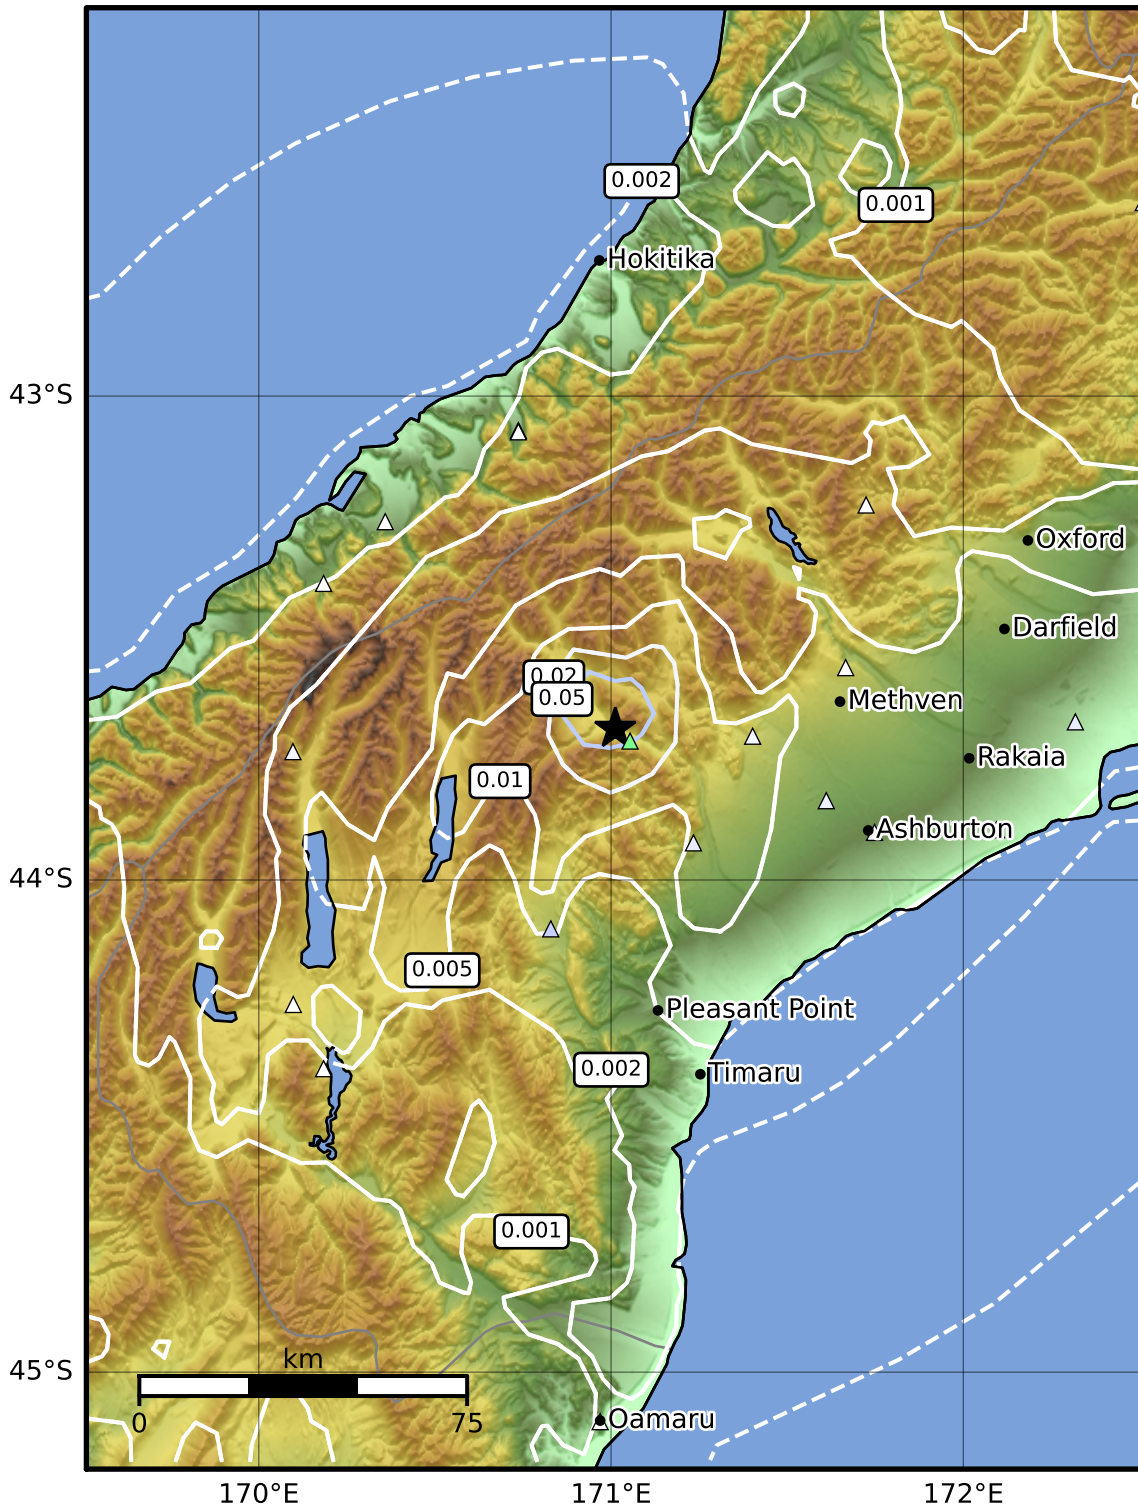 0.002
0.001
Hokitika
43°S
Oxford
Darfield
0.02
0.05
Methven
Rakaia
0.01
Ashburton
44°S
0.005
Pleasant Point
0.002
Timaru
0.001
km
45°S
0
75
Oamaru
170°E
171°E
172°E